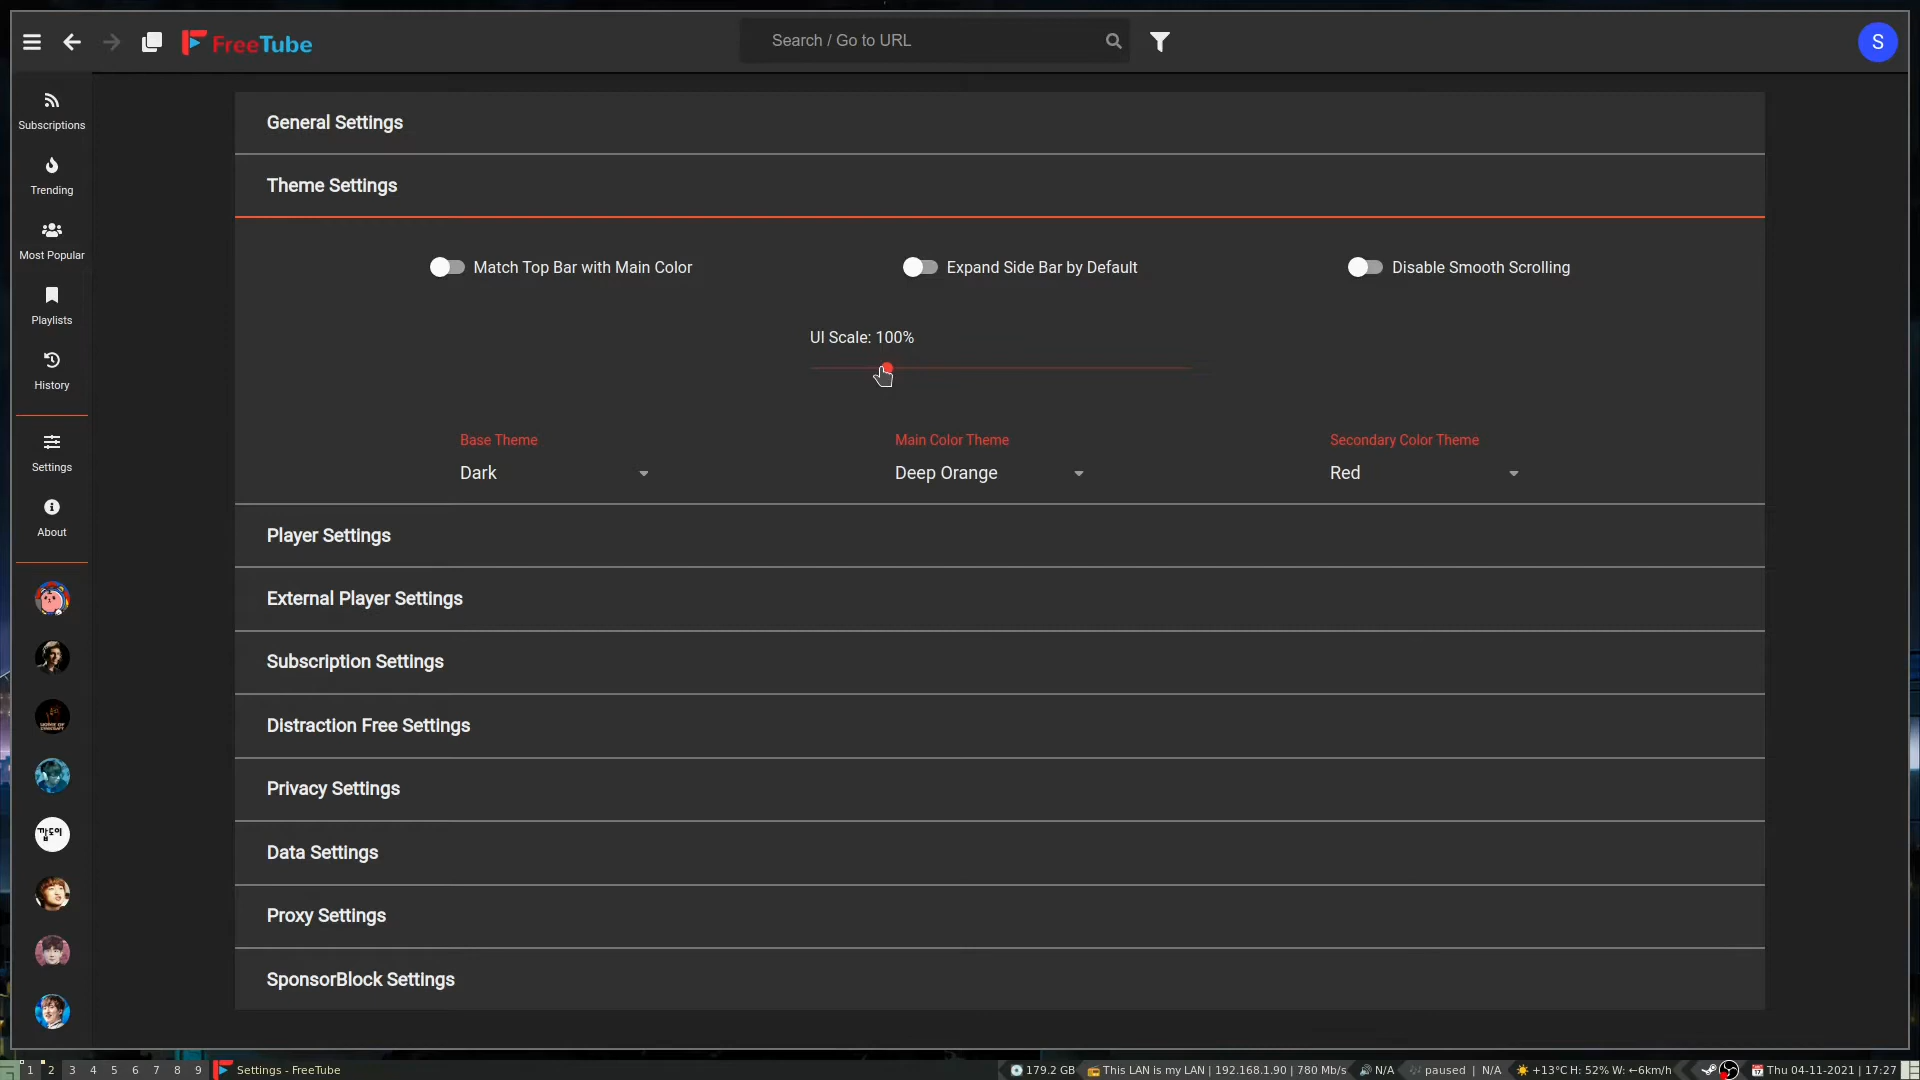 FreeTube
Search / Go to URL
S
Subscriptions
Trending
Most Popular
Playlists
History
Settings
About
General Settings
Theme Settings
Match Top Bar with Main Color
Expand Side Bar by Default
Disable Smooth Scrolling
UI Scale: 100%
Base Theme
Main Color Theme
Secondary Color Theme
Dark
Deep Orange
Red
Player Settings
External Player Settings
Subscription Settings
Distraction Free Settings
Privacy Settings
Data Settings
Proxy Settings
SponsorBlock Settings
깝도이
1 2 3 4 5 6 7 8 9 Settings - FreeTube 179.2 GB This LAN is my LAN | 192.168.1.90 | 780 Mb/s N/A paused | N/A +13°C H: 52% W: ←6km/h Thu 04-11-2021 | 17:27